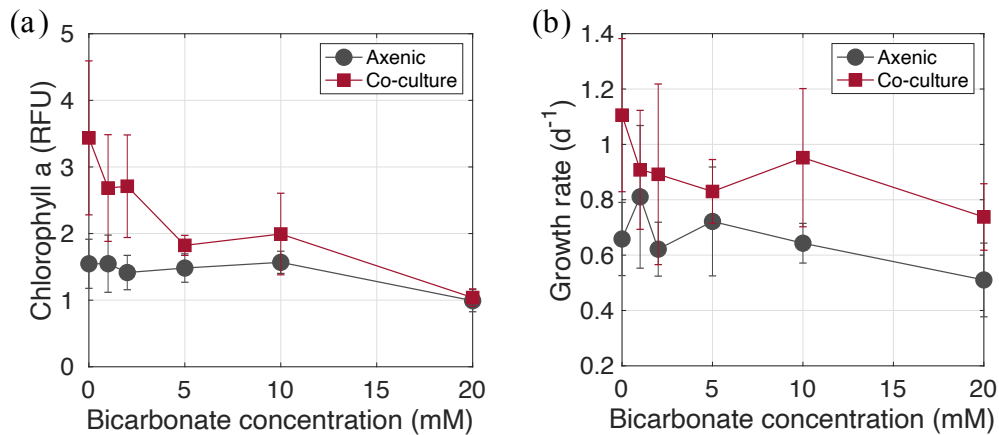 (a)
5
4
3
2
1
0
Chlorophyll a (RFU)
Axenic
Co-culture
0
5
10
15
20
Bicarbonate concentration (mM)
(b)
1.4
1.2
1
0.8
0.6
0.4
0.2
Growth rate (d⁻¹)
Axenic
Co-culture
0
5
10
15
20
Bicarbonate concentration (mM)